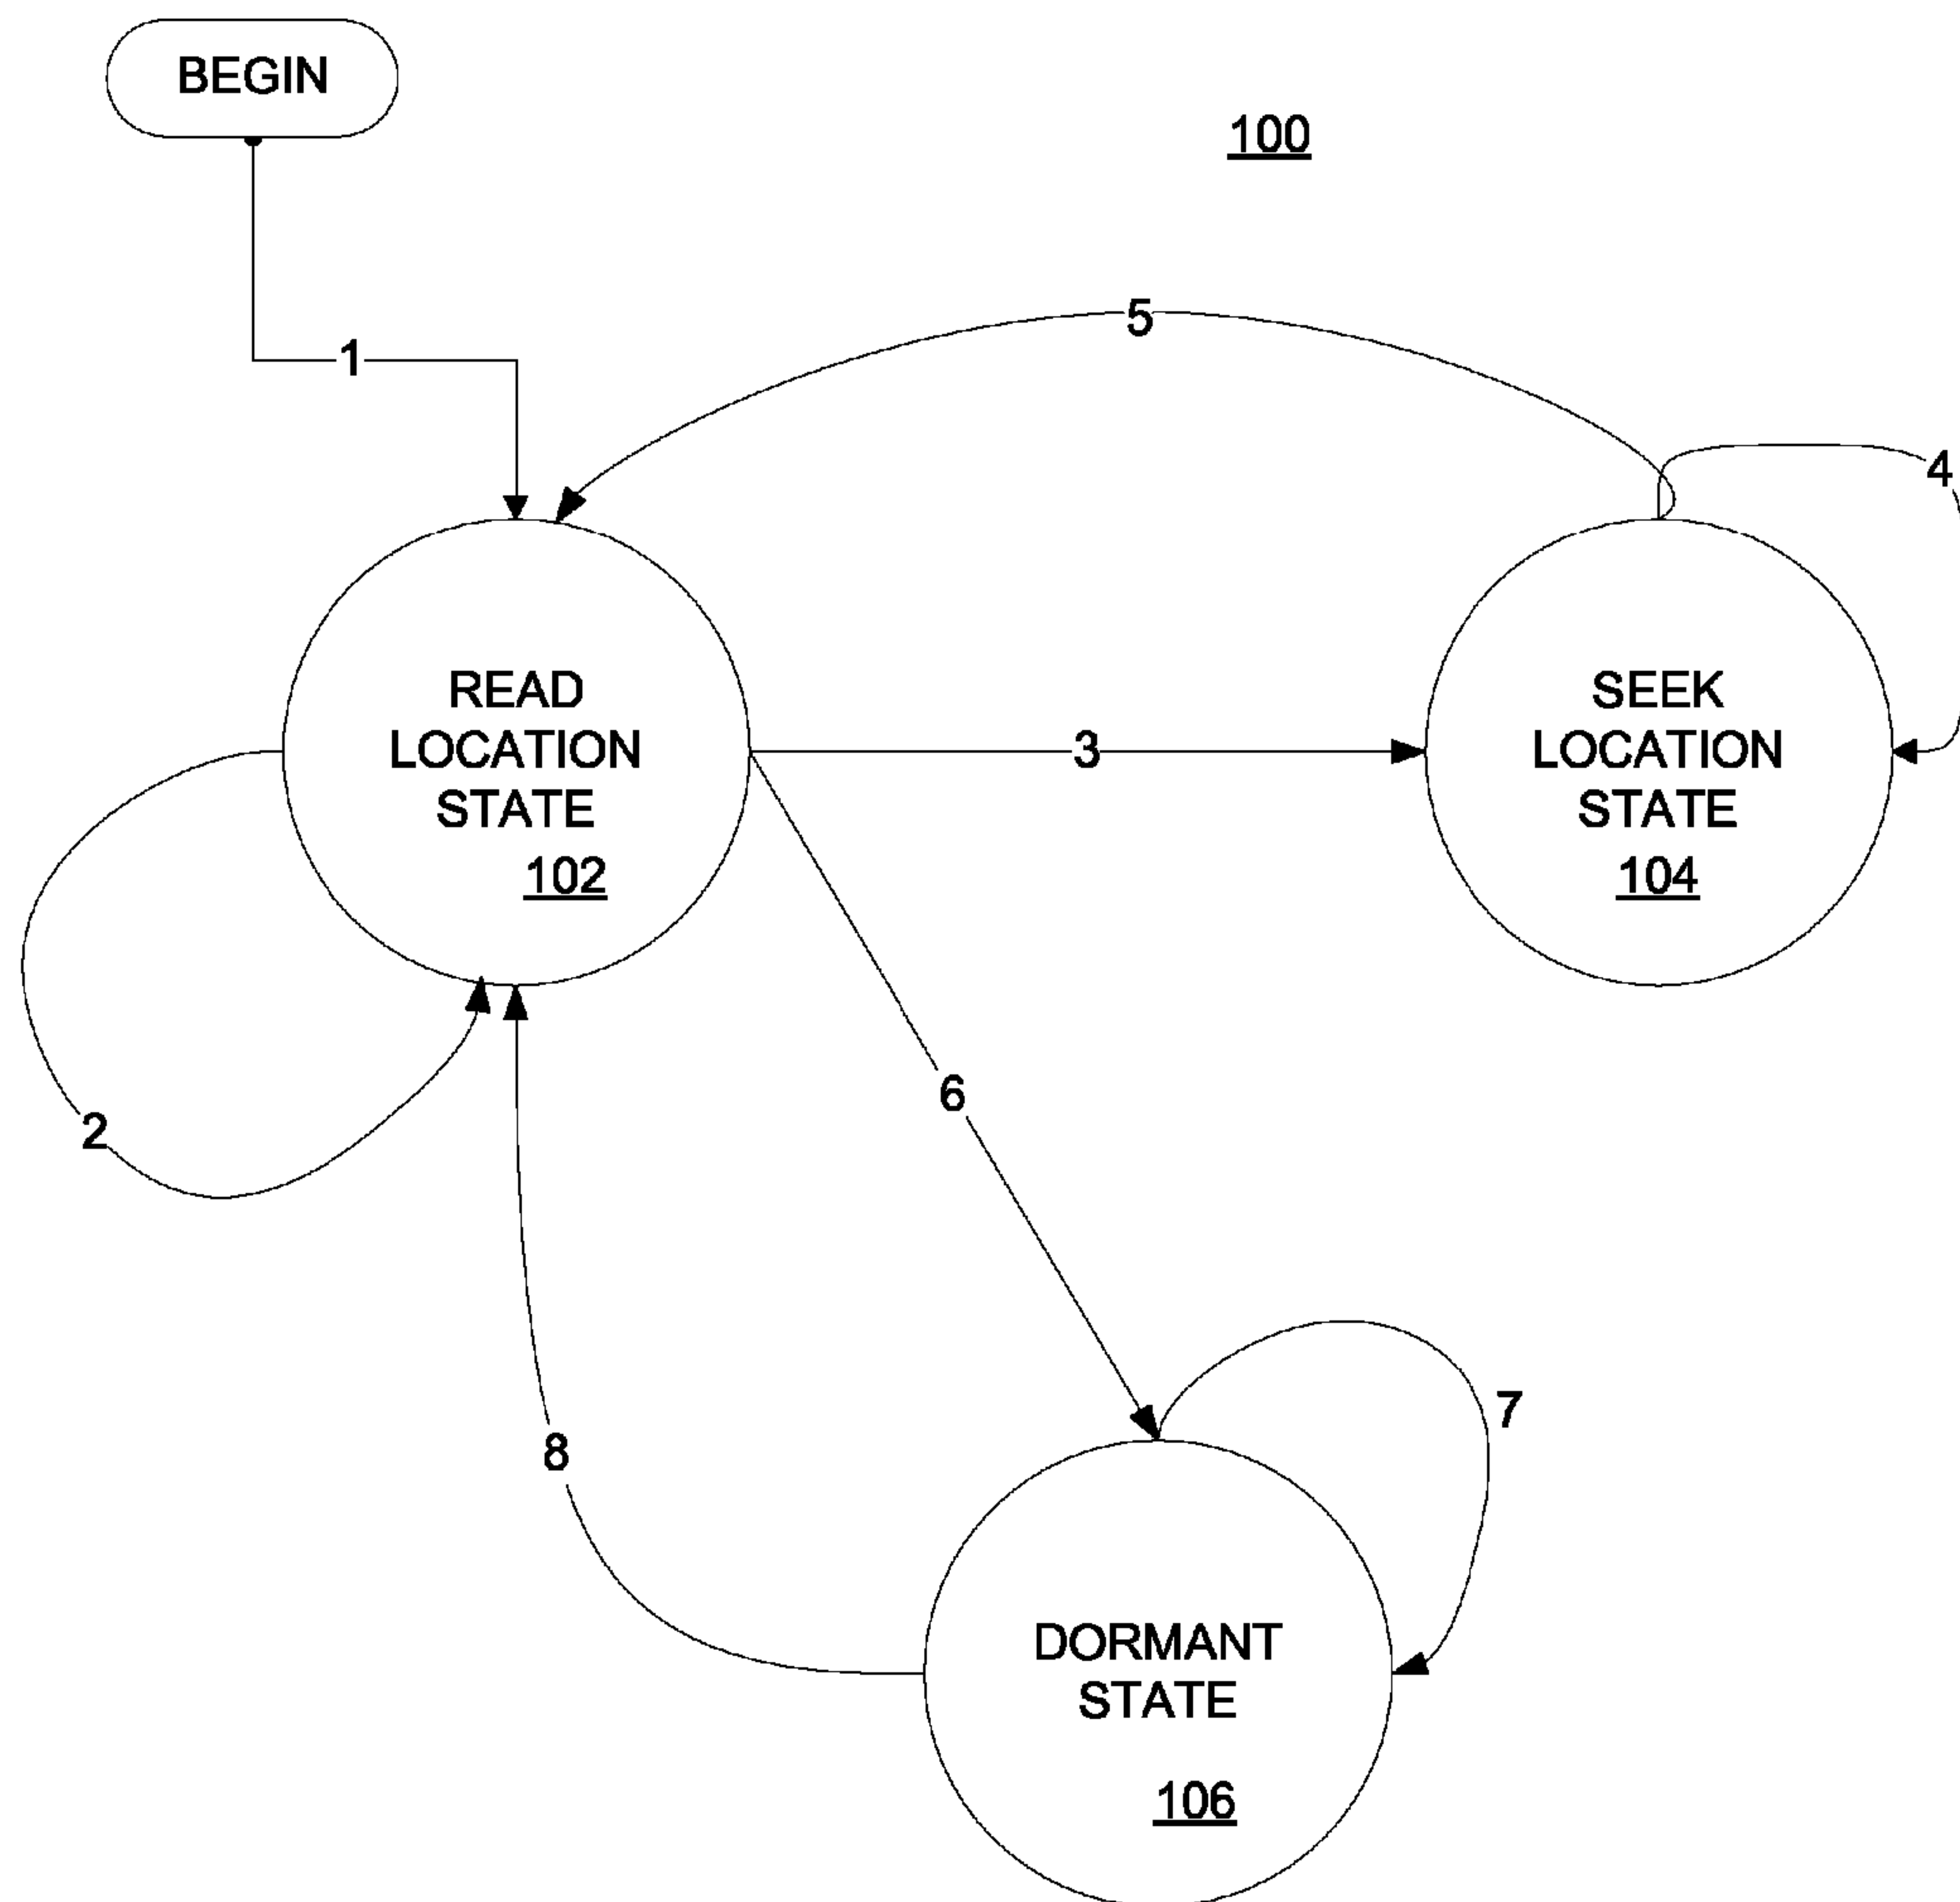 BEGIN
100
5
1
4
READ
LOCATION
STATE
102
3
SEEK
LOCATION
STATE
104
6
2
7
8
DORMANT
STATE
106